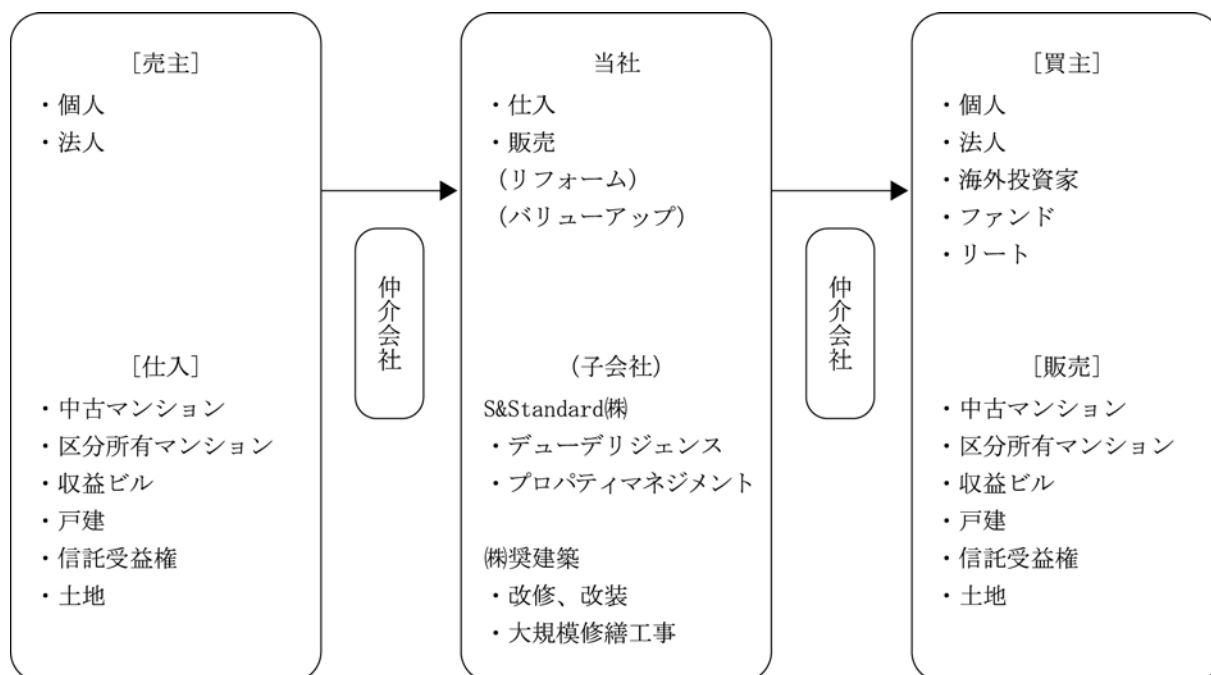 [売主]
・個人
・法人
[仕入]
・中古マンション
・区分所有マンション
・収益ビル
・戸建
・信託受益権
・土地
仲介会社
当社
・仕入
・販売
(リフォーム)
(バリューアップ)
(子会社)
S&Standard㈱
・デューデリジェンス
・プロパティマネジメント
㈱奨建築
・改修、改装
・大規模修繕工事
仲介会社
[買主]
・個人
・法人
・海外投資家
・ファンド
・リート
[販売]
・中古マンション
・区分所有マンション
・収益ビル
・戸建
・信託受益権
・土地